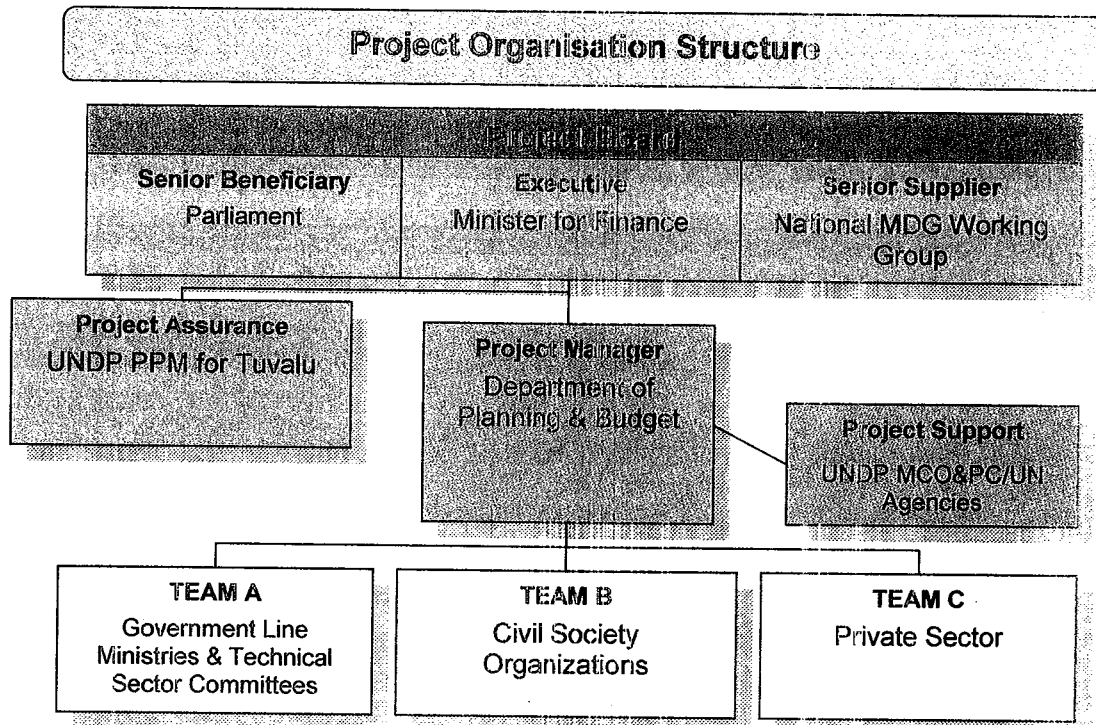 Project Organisation Structure
Project Board
Senior Beneficiary
Parliament
Executive
Minister for Finance
Senior Supplier
National MDG Working
Group
Project Assurance
UNDP PPM for Tuvalu
Project Manager
Department of
Planning & Budget
Project Support
UNDP MCO&PC/UN
Agencies
TEAM A
Government Line
Ministries & Technical
Sector Committees
TEAM B
Civil Society
Organizations
TEAM C
Private Sector